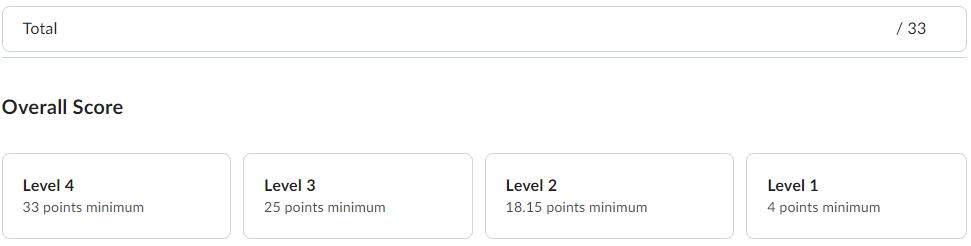 Total / 33
Overall Score
Level 4
33 points minimum
Level 3
25 points minimum
Level 2
18.15 points minimum
Level 1
4 points minimum